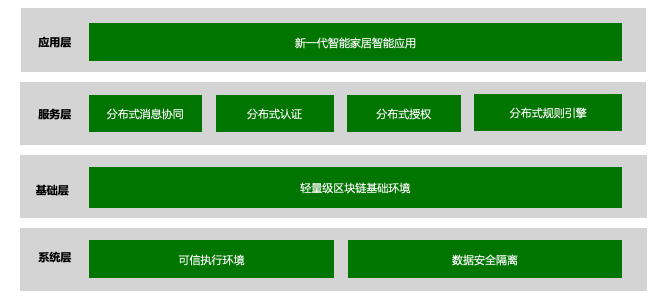 应用层
新一代智能家居智能应用
服务层
分布式消息协同
分布式认证
分布式授权
分布式规则引擎
基础层
轻量级区块链基础环境
系统层
可信执行环境
数据安全隔离